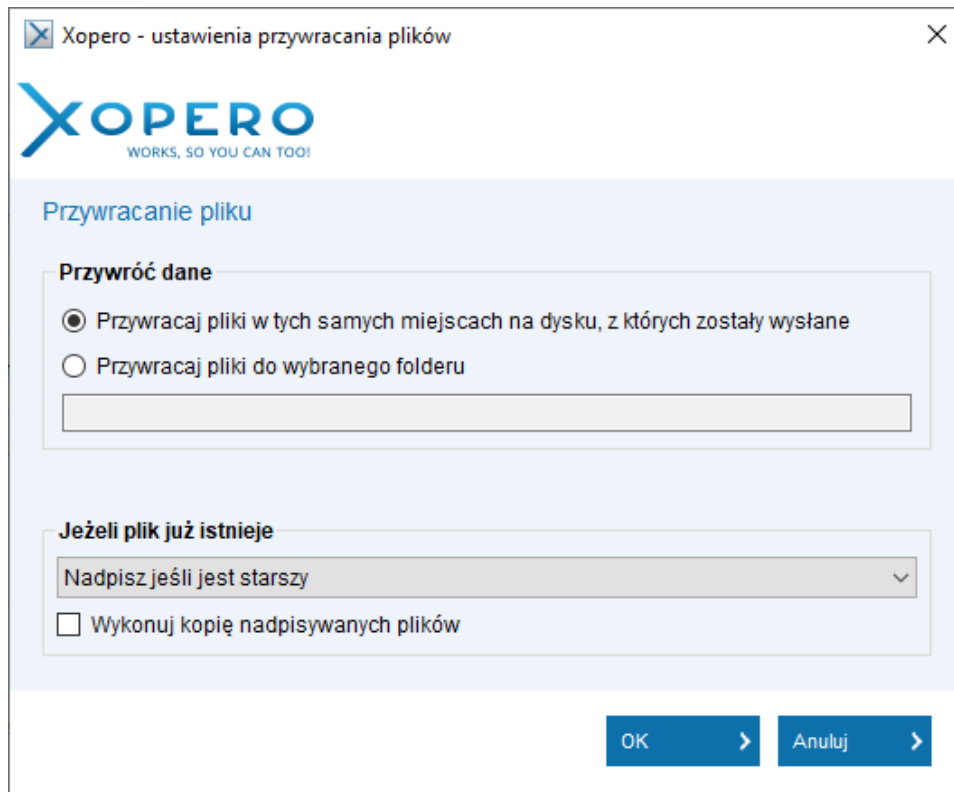 Xopero - ustawienia przywracania plików
XOPERO
WORKS, SO YOU CAN TOO!
Przywracanie pliku
Przywróć dane
Przywracaj pliki w tych samych miejscach na dysku, z których zostały wysłane
Przywracaj pliki do wybranego folderu
Jeżeli plik już istnieje
Nadpisz jeśli jest starszy
Wykonuj kopię nadpisywanych plików
OK
Anuluj